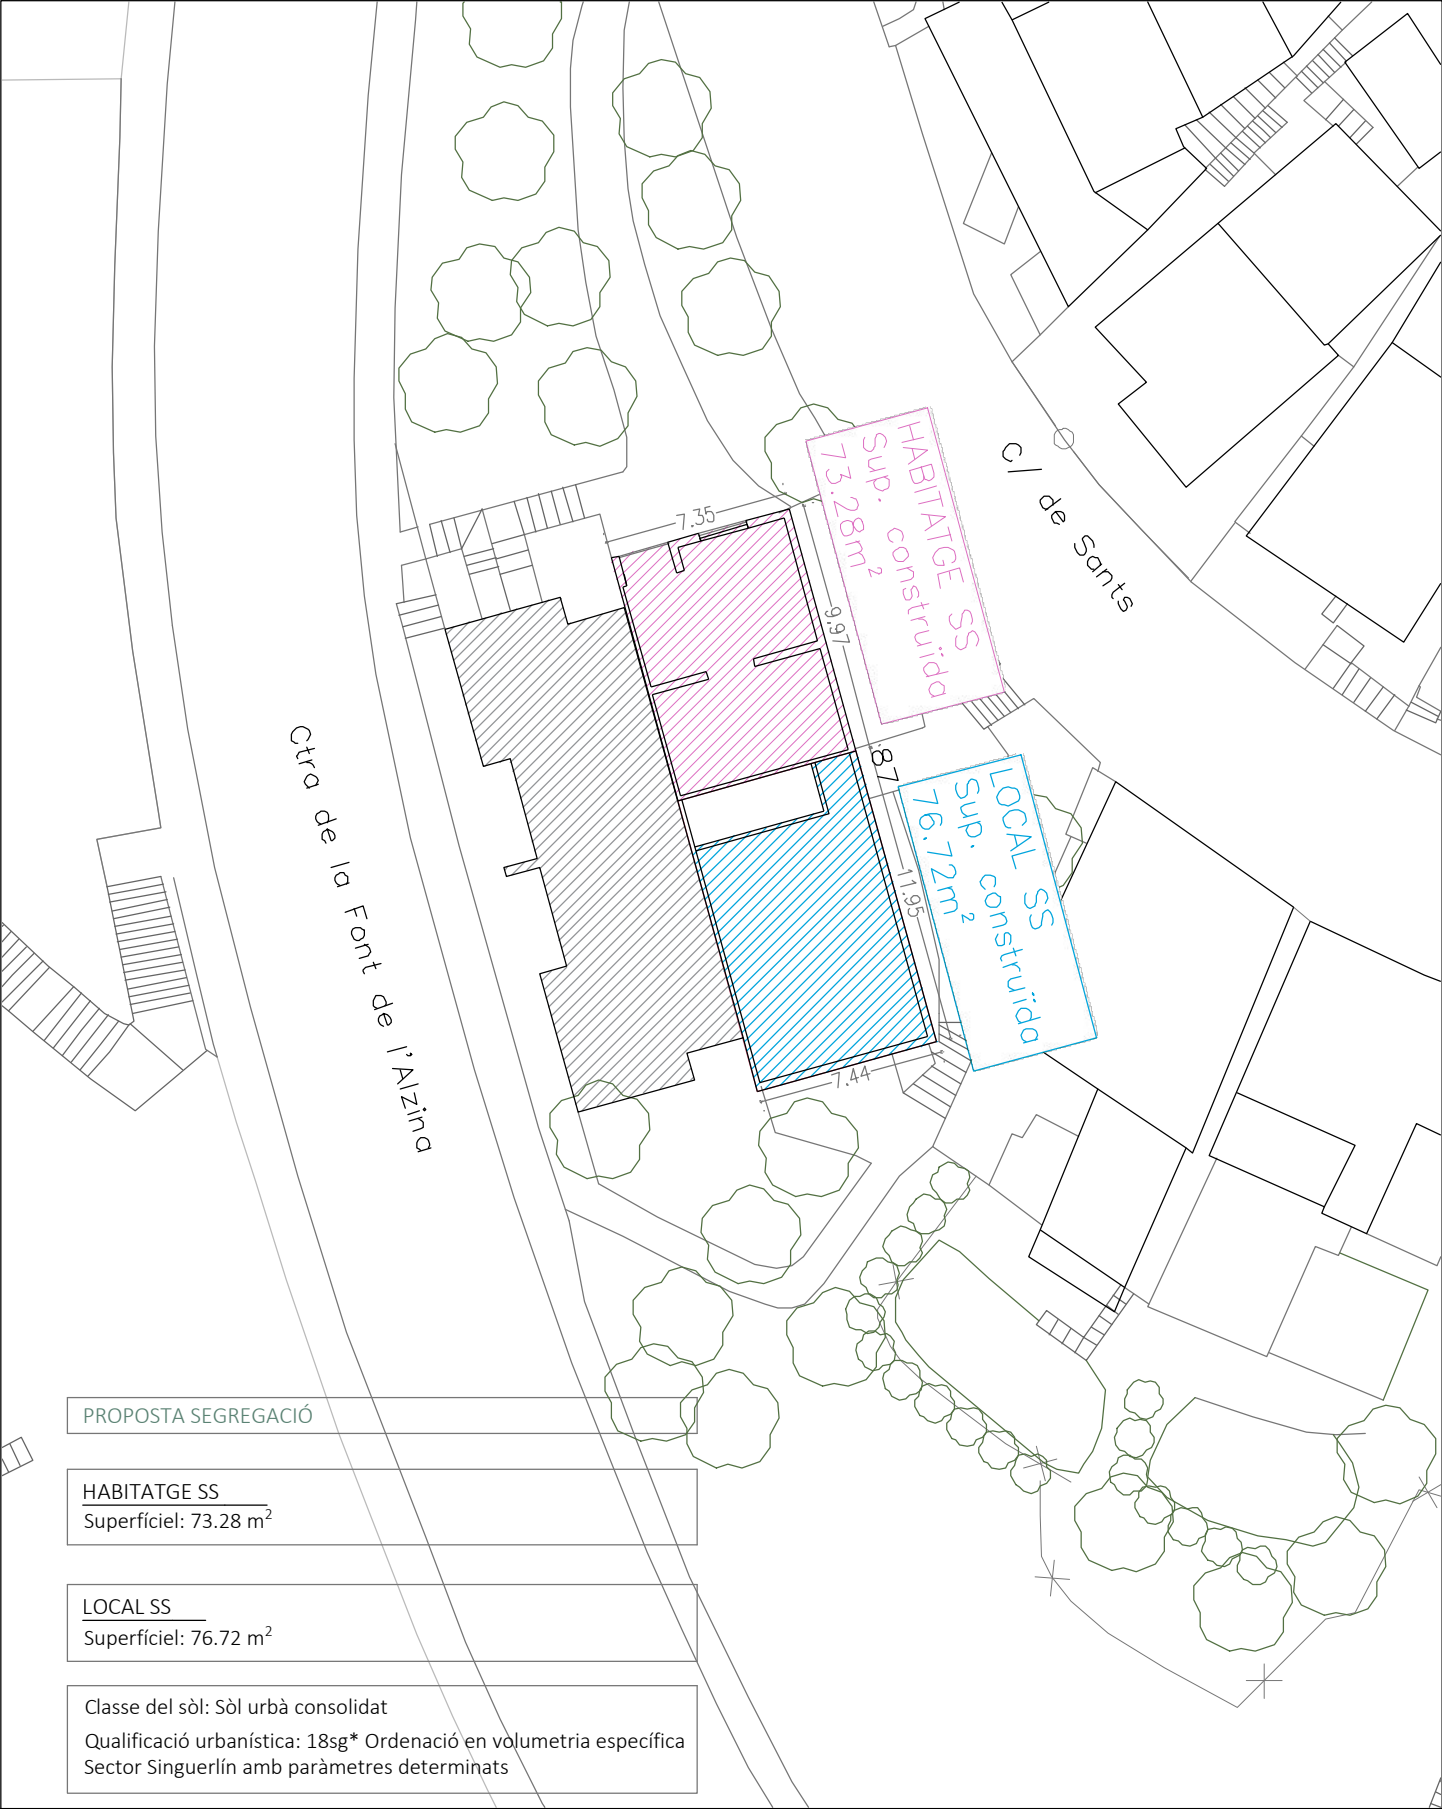 7.35
HABITATGE SS
Sup. construïda
73.28m²
C/ de Sants
9.97
.87
LOCAL SS
Sup. construïda
76.72m²
11.95
7.44
Ctra de la Font de l'Alzina
PROPOSTA SEGREGACIÓ
HABITATGE SS
Superfíciel: 73.28 m²
LOCAL SS
Superfíciel: 76.72 m²
Classe del sòl: Sòl urbà consolidat
Qualificació urbanística: 18sg* Ordenació en volumetria específica
Sector Singuerlín amb paràmetres determinats